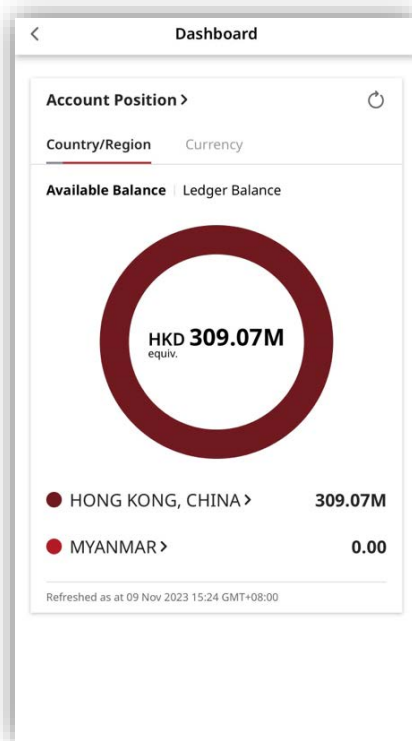 Dashboard
Account Position >
Country/Region Currency
Available Balance | Ledger Balance
HKD 309.07M
equiv.
HONG KONG, CHINA > 309.07M
MYANMAR > 0.00
Refreshed as at 09 Nov 2023 15:24 GMT+08:00